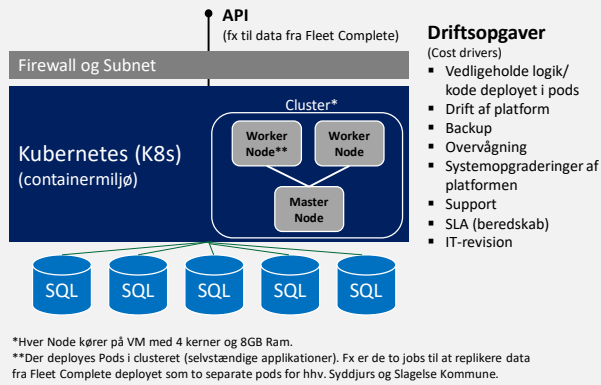 API
(fx til data fra Fleet Complete)
Firewall og Subnet
Kubernetes (K8s)
(containermiljø)
Cluster*
Worker
Node**
Worker
Node
Master
Node
SQL
SQL
SQL
SQL
SQL
Driftsopgaver
(Cost drivers)
▪ Vedligeholde logik/
kode deployet i pods
▪ Drift af platform
▪ Backup
▪ Overvågning
▪ Systemopgraderinger af
platformen
▪ Support
▪ SLA (beredskab)
▪ IT-revision
*Hver Node kører på VM med 4 kerner og 8GB Ram.
**Der deployes Pods i clusteret (selvstændige applikationer). Fx er de to jobs til at replikere data
fra Fleet Complete deployet som to separate pods for hhv. Syddjurs og Slagelse Kommune.